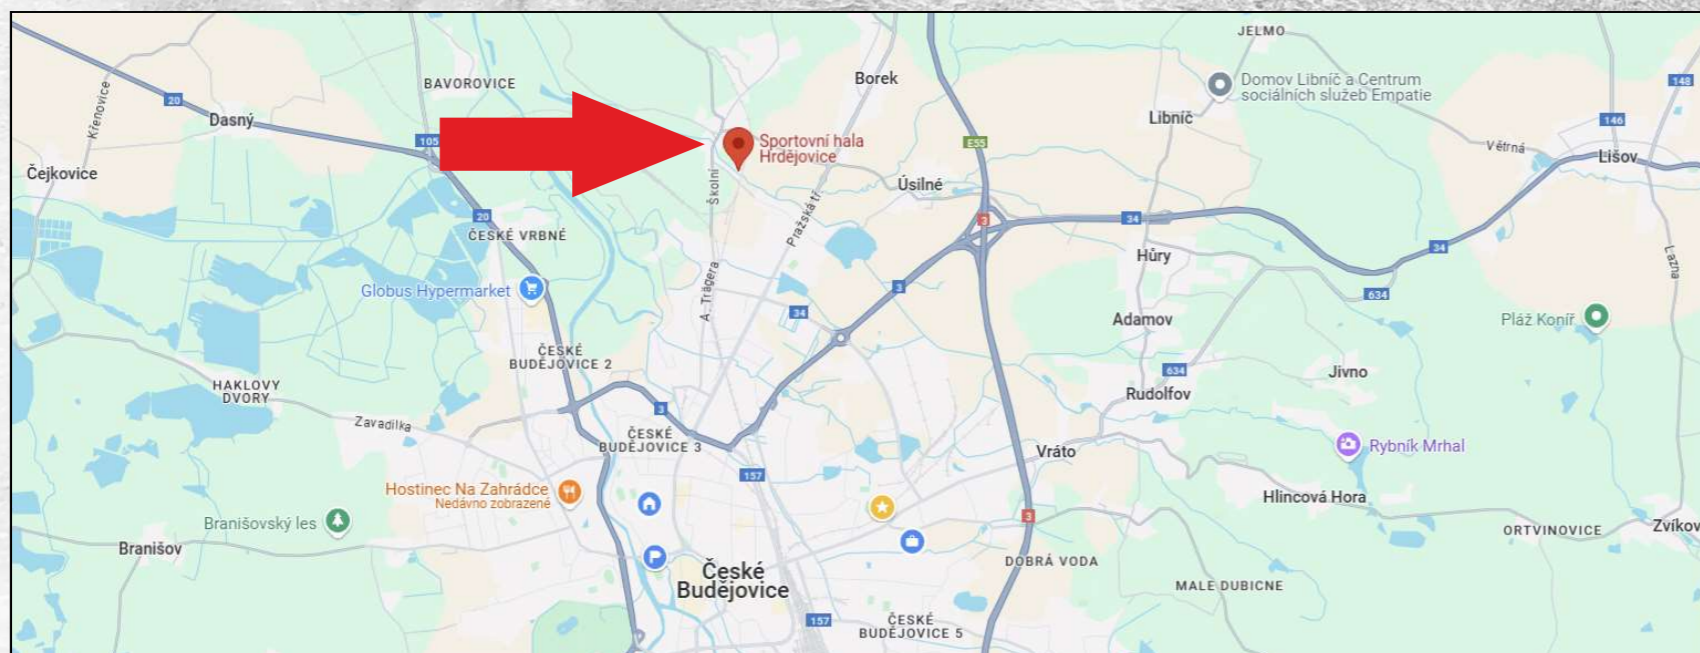 JELMO
Borek
BAVOROVICE
Domov Libníč a Centrum
sociálních služeb Empatie
148
20
Křenovice
Dasný
Libníč
146
105
Sportovní hala
Hrdějovice
E55
Větrná
Lišov
Čejkovice
Školní
Úsilné
Pražská tř.
20
3
34
ČESKÉ VRBNÉ
34
Hůry
Lazna
A. Trägera
Globus Hypermarket
3
634
34
Adamov
Pláž Koníř
ČESKÉ
BUDĚJOVICE 2
634
Jivno
HAKLOVY
DVORY
Rudolfov
3
Zavadilka
ČESKÉ
BUDĚJOVICE 3
Vráto
Rybník Mrhal
157
Hostinec Na Zahrádce
Nedávno zobrazené
Hlincová Hora
Branišovský les
3
ORTVINOVICE
Zvíkov
Branišov
DOBRÁ VODA
České
Budějovice
MALE DUBICNE
157
ČESKÉ
BUDĚJOVICE 5